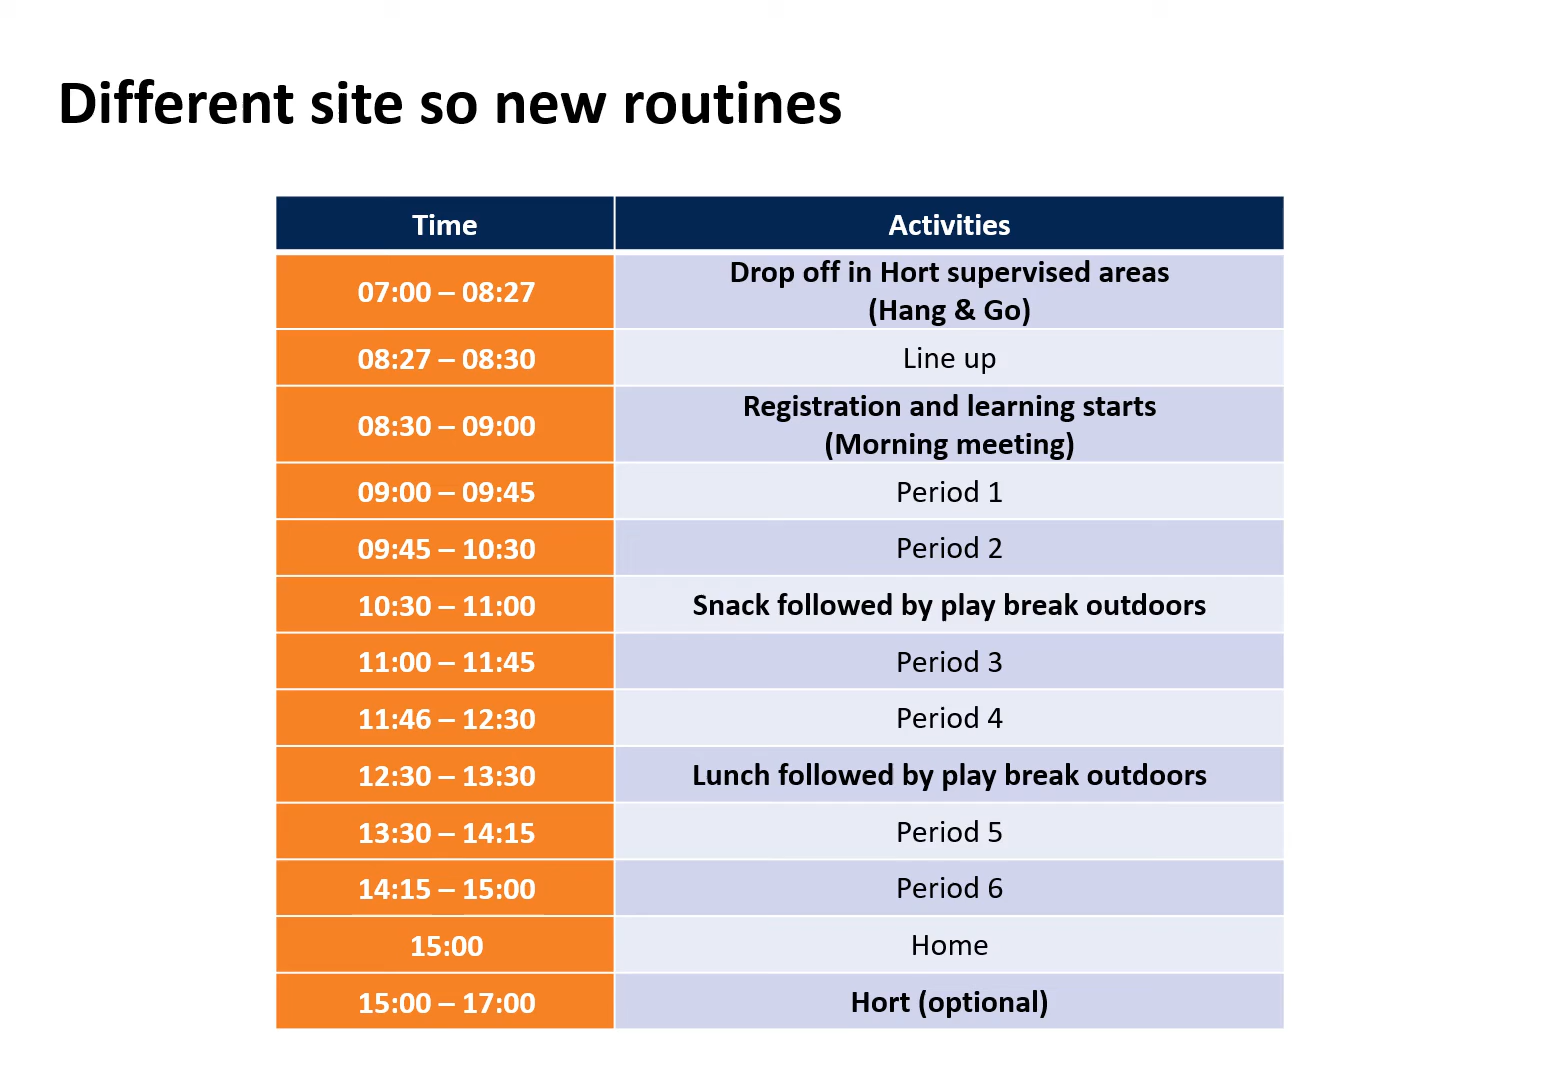 Different site so new routines
Time Activities
07:00 – 08:27 Drop off in Hort supervised areas
(Hang & Go)
08:27 – 08:30 Line up
08:30 – 09:00 Registration and learning starts
(Morning meeting)
09:00 – 09:45 Period 1
09:45 – 10:30 Period 2
10:30 – 11:00 Snack followed by play break outdoors
11:00 – 11:45 Period 3
11:46 – 12:30 Period 4
12:30 – 13:30 Lunch followed by play break outdoors
13:30 – 14:15 Period 5
14:15 – 15:00 Period 6
15:00 Home
15:00 – 17:00 Hort (optional)